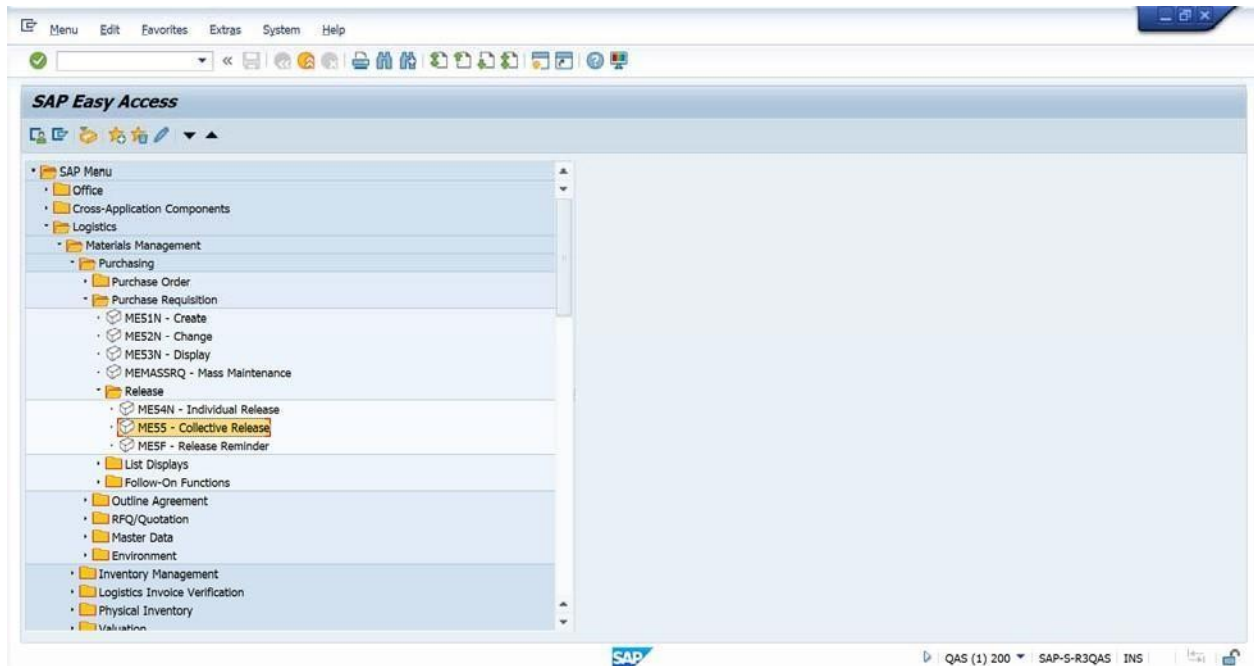 Menu Edit Favorites Extras System Help
SAP Easy Access
SAP Menu
Office
Cross-Application Components
Logistics
Materials Management
Purchasing
Purchase Order
Purchase Requisition
ME51N - Create
ME52N - Change
ME53N - Display
MEMASSRQ - Mass Maintenance
Release
ME54N - Individual Release
ME55 - Collective Release
ME5F - Release Reminder
List Displays
Follow-On Functions
Outline Agreement
RFQ/Quotation
Master Data
Environment
Inventory Management
Logistics Invoice Verification
Physical Inventory
Valuation
SAP QAS (1) 200 SAP-S-R3QAS INS